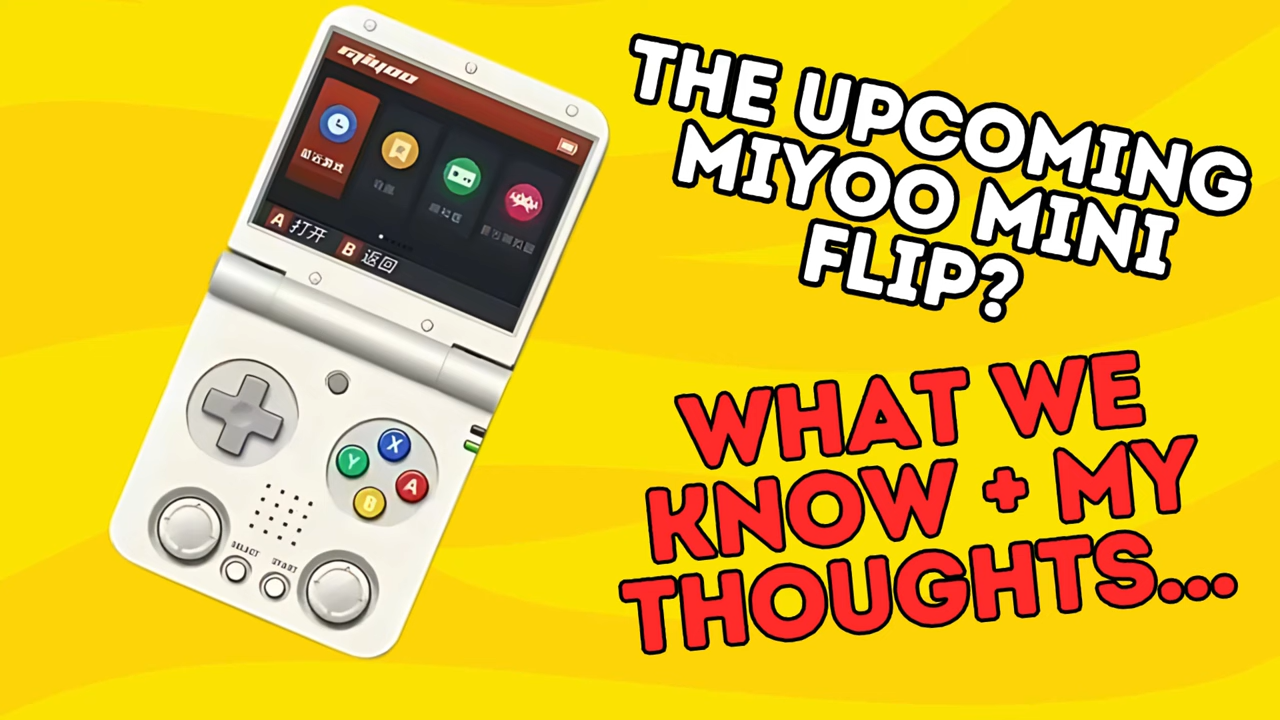 miyoo
A 打开 B 返回
X
Y
A
B
SELECT
START
THE UPCOMING
MIYOO MINI
FLIP?
WHAT WE
KNOW + MY
THOUGHTS...